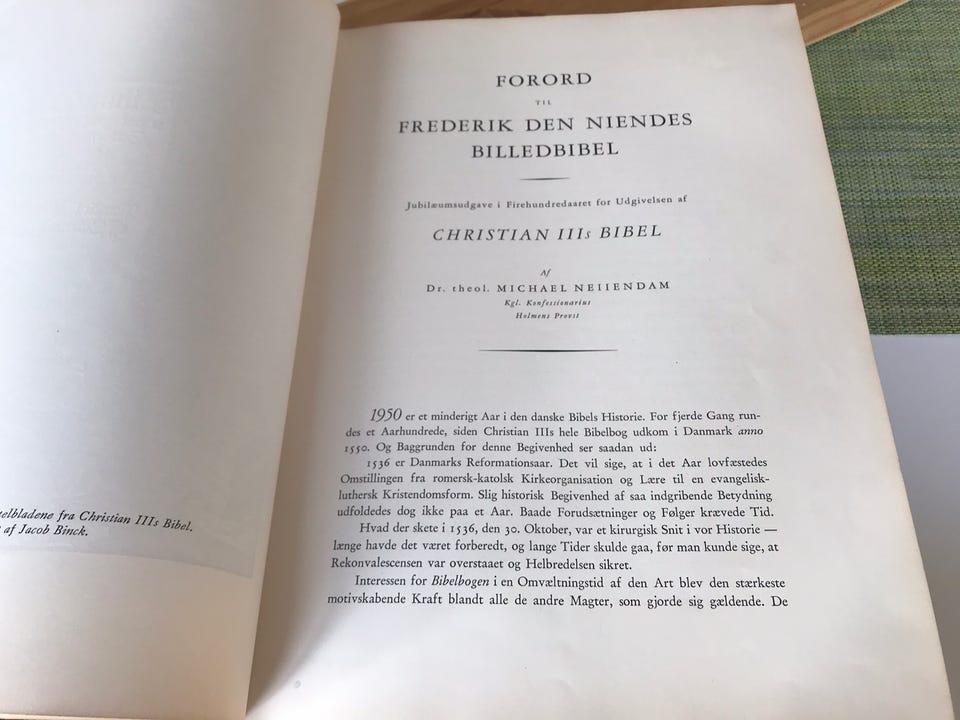 telbladene fra Christian IIIs Bibel.
af Jacob Binck.
FORORD
TIL
FREDERIK DEN NIENDES
BILLEDBIBEL
Jubilæumsudgave i Firehundredaaret for Udgivelsen af
CHRISTIAN IIIs BIBEL
Af
Dr. theol. MICHAEL NEIIENDAM
Kgl. Konfessionarius
Holmens Provst
1950 er et minderigt Aar i den danske Bibels Historie. For fjerde Gang run-
des et Aarhundrede, siden Christian IIIs hele Bibelbog udkom i Danmark anno
1550. Og Baggrunden for denne Begivenhed ser saadan ud:
1536 er Danmarks Reformationsaar. Det vil sige, at i det Aar lovfæstedes
Omstillingen fra romersk-katolsk Kirkeorganisation og Lære til en evangelisk-
luthersk Kristendomsform. Slig historisk Begivenhed af saa indgribende Betydning
udfoldedes dog ikke paa et Aar. Baade Forudsætninger og Følger krævede Tid.
Hvad der skete i 1536, den 30. Oktober, var et kirurgisk Snit i vor Historie —
længe havde det været forberedt, og lange Tider skulde gaa, før man kunde sige, at
Rekonvalescensen var overstaaet og Helbredelsen sikret.
Interessen for Bibelbogen i en Omvæltningstid af den Art blev den stærkeste
motivskabende Kraft blandt alle de andre Magter, som gjorde sig gældende. De